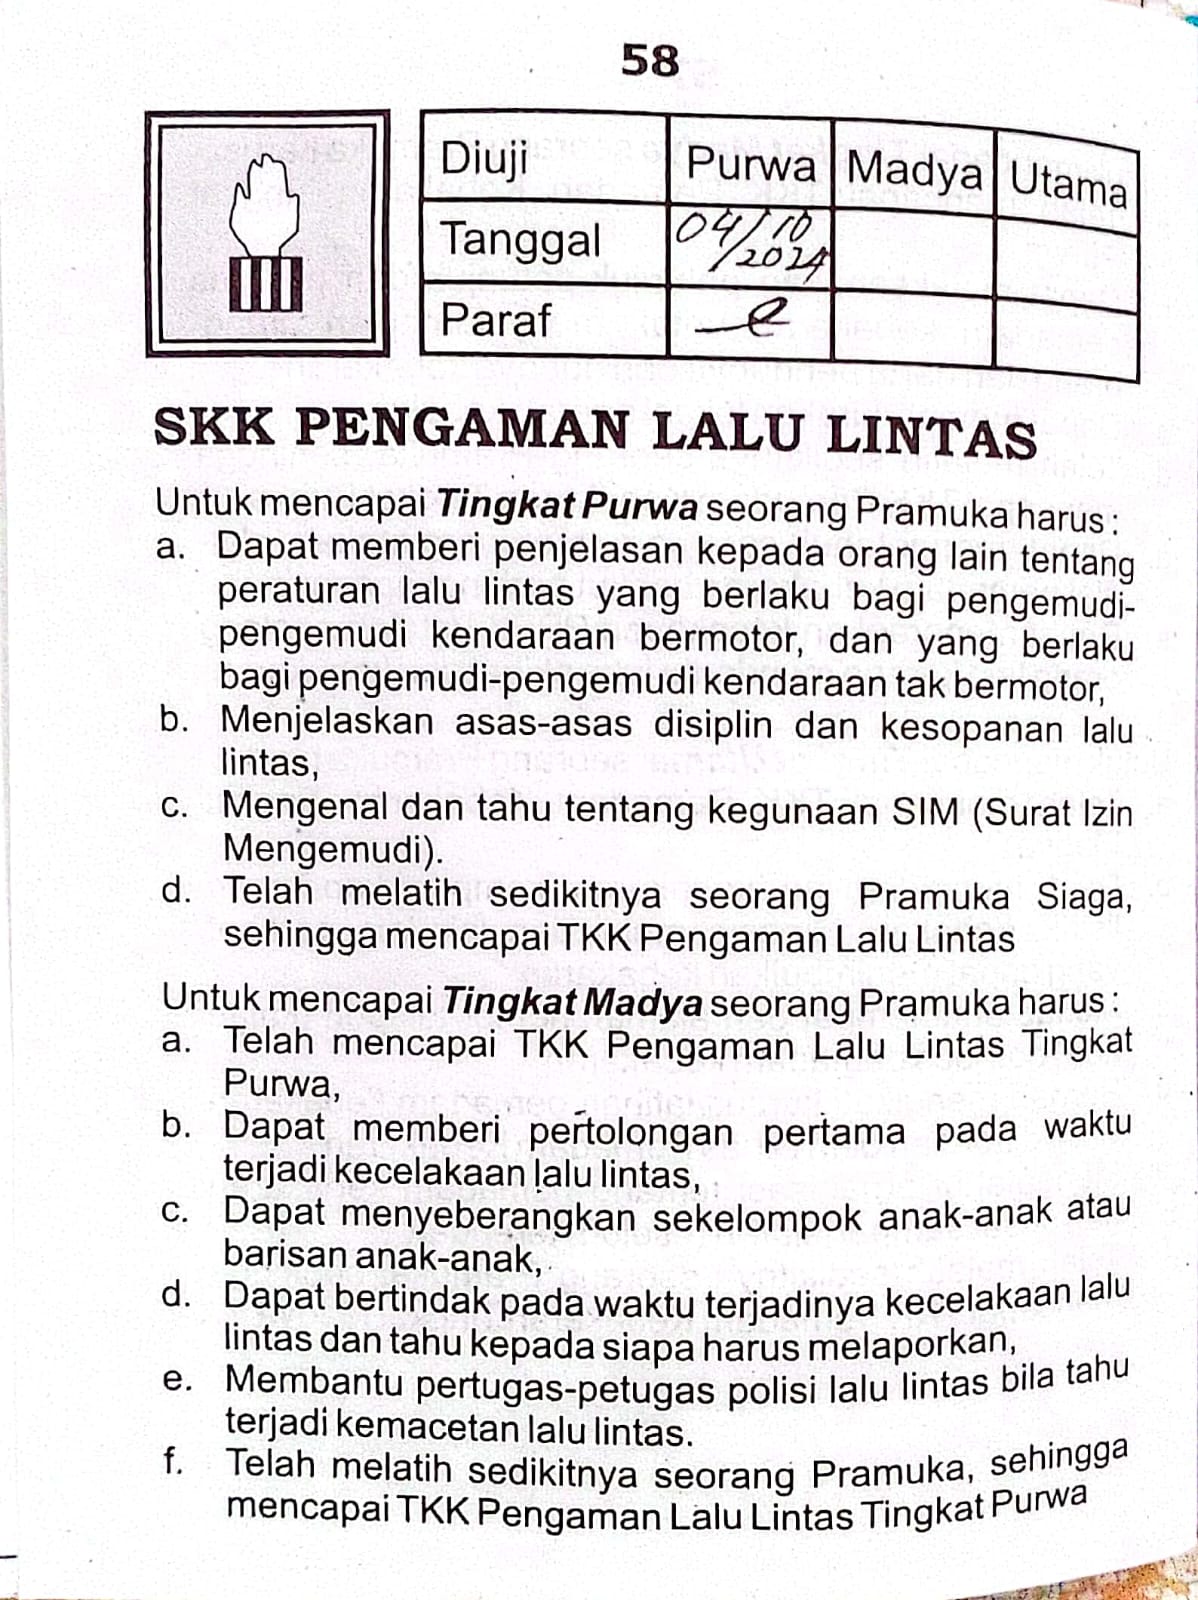 58
Diuji Purwa Madya Utama
Tanggal 04/10
/2024
Paraf
SKK PENGAMAN LALU LINTAS
Untuk mencapai Tingkat Purwa seorang Pramuka harus :
a. Dapat memberi penjelasan kepada orang lain tentang
peraturan lalu lintas yang berlaku bagi pengemudi-
pengemudi kendaraan bermotor, dan yang berlaku
bagi pengemudi-pengemudi kendaraan tak bermotor,
b. Menjelaskan asas-asas disiplin dan kesopanan lalu
lintas,
c. Mengenal dan tahu tentang kegunaan SIM (Surat Izin
Mengemudi).
d. Telah melatih sedikitnya seorang Pramuka Siaga,
sehingga mencapai TKK Pengaman Lalu Lintas
Untuk mencapai Tingkat Madya seorang Pramuka harus :
a. Telah mencapai TKK Pengaman Lalu Lintas Tingkat
Purwa,
b. Dapat memberi pertolongan pertama pada waktu
terjadi kecelakaan lalu lintas,
c. Dapat menyeberangkan sekelompok anak-anak atau
barisan anak-anak,
d. Dapat bertindak pada waktu terjadinya kecelakaan lalu
lintas dan tahu kepada siapa harus melaporkan,
e. Membantu pertugas-petugas polisi lalu lintas bila tahu
terjadi kemacetan lalu lintas.
f. Telah melatih sedikitnya seorang Pramuka, sehingga
mencapai TKK Pengaman Lalu Lintas Tingkat Purwa